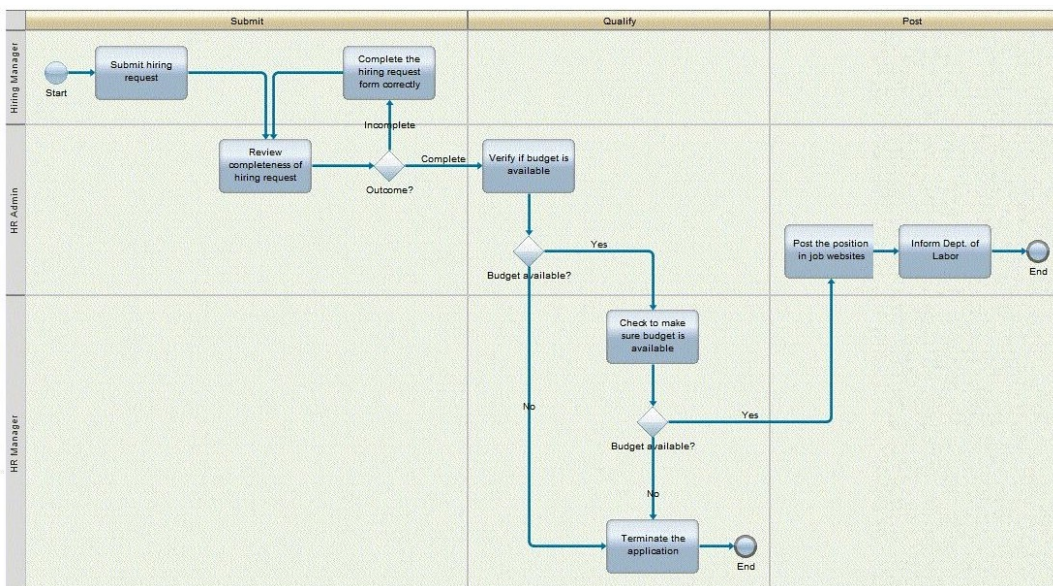 Submit
Qualify
Post
Hiring Manager
Start
Submit hiring
request
Complete the
hiring request
form correctly
Incomplete
HR Admin
Review
completeness of
hiring request
Outcome?
Complete
Verify if budget is
available
Budget available?
Yes
Post the position
in job websites
Inform Dept. of
Labor
End
HR Manager
Check to make
sure budget is
available
No
Budget available?
Yes
No
Terminate the
application
End